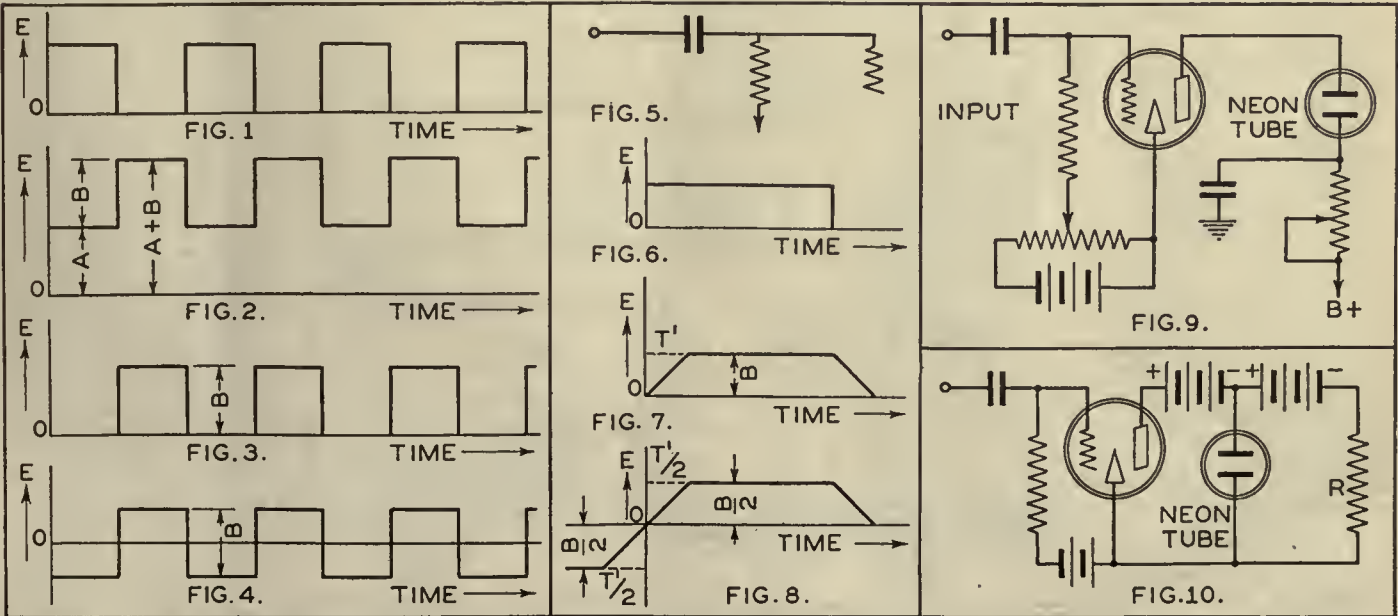 E
0
FIG. 1 TIME
E
B
A
A+B
0
FIG. 2. TIME
E
B
0
FIG. 3. TIME
E
0
B
FIG. 4. TIME
FIG. 5.
E
0
TIME
FIG. 6.
E
T'
B
0
TIME
FIG. 7.
E
T'/2
B/2
0
B/2
TIME
T'/2
FIG. 8.
INPUT
NEON
TUBE
B+
FIG. 9.
+ - + -
R
NEON
TUBE
FIG. 10.